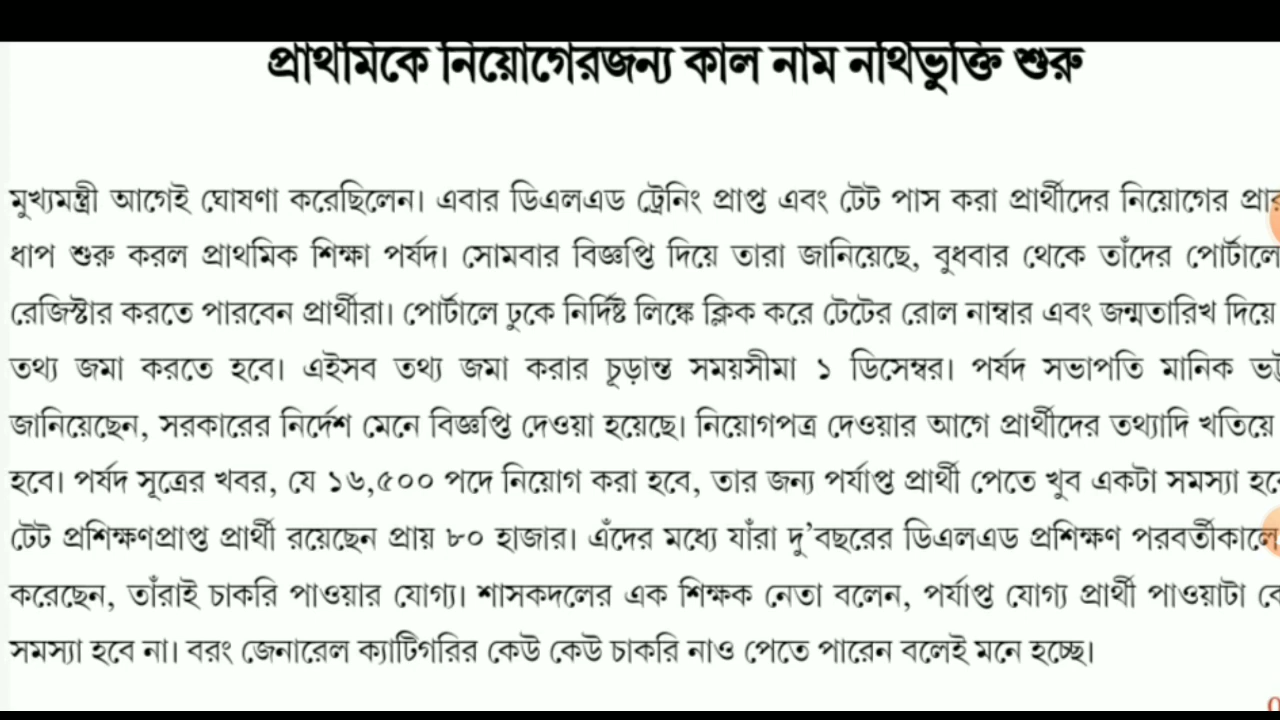 প্রাথমিকে নিয়োগেরজন্য কাল নাম নথিভুক্তি শুরু
মুখ্যমন্ত্রী আগেই ঘোষণা করেছিলেন। এবার ডিএলএড ট্রেনিং প্রাপ্ত এবং টেট পাস করা প্রার্থীদের নিয়োগের
ধাপ শুরু করল প্রাথমিক শিক্ষা পর্ষদ। সোমবার বিজ্ঞপ্তি দিয়ে তারা জানিয়েছে, বুধবার থেকে তাঁদের পোর্টালে
রেজিস্টার করতে পারবেন প্রার্থীরা। পোর্টালে ঢুকে নির্দিষ্ট লিঙ্কে ক্লিক করে টেটের রোল নাম্বার এবং জন্মতারিখ দিয়ে
তথ্য জমা করতে হবে। এইসব তথ্য জমা করার চূড়ান্ত সময়সীমা ১ ডিসেম্বর। পর্ষদ সভাপতি মানিক
জানিয়েছেন, সরকারের নির্দেশ মেনে বিজ্ঞপ্তি দেওয়া হয়েছে। নিয়োগপত্র দেওয়ার আগে প্রার্থীদের তথ্যাদি খতিয়ে
হবে। পর্ষদ সূত্রের খবর, যে ১৬,৫০০ পদে নিয়োগ করা হবে, তার জন্য পর্যাপ্ত প্রার্থী পেতে খুব একটা সমস্যা
টেট প্রশিক্ষণপ্রাপ্ত প্রার্থী রয়েছেন প্রায় ৮০ হাজার। এঁদের মধ্যে যাঁরা দু’বছরের ডিএলএড প্রশিক্ষণ পরবর্তীকালে
করেছেন, তাঁরাই চাকরি পাওয়ার যোগ্য। শাসকদলের এক শিক্ষক নেতা বলেন, পর্যাপ্ত যোগ্য প্রার্থী পাওয়াটা
সমস্যা হবে না। বরং জেনারেল ক্যাটিগরির কেউ কেউ চাকরি নাও পেতে পারেন বলেই মনে হচ্ছে।